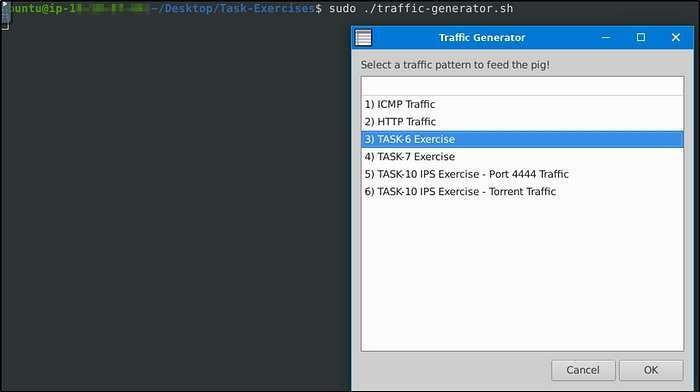 ubuntu@ip-1 ~/Desktop/Task-Exercises$ sudo ./traffic-generator.sh
Traffic Generator
Select a traffic pattern to feed the pig!
1) ICMP Traffic
2) HTTP Traffic
3) TASK-6 Exercise
4) TASK-7 Exercise
5) TASK-10 IPS Exercise - Port 4444 Traffic
6) TASK-10 IPS Exercise - Torrent Traffic
Cancel OK